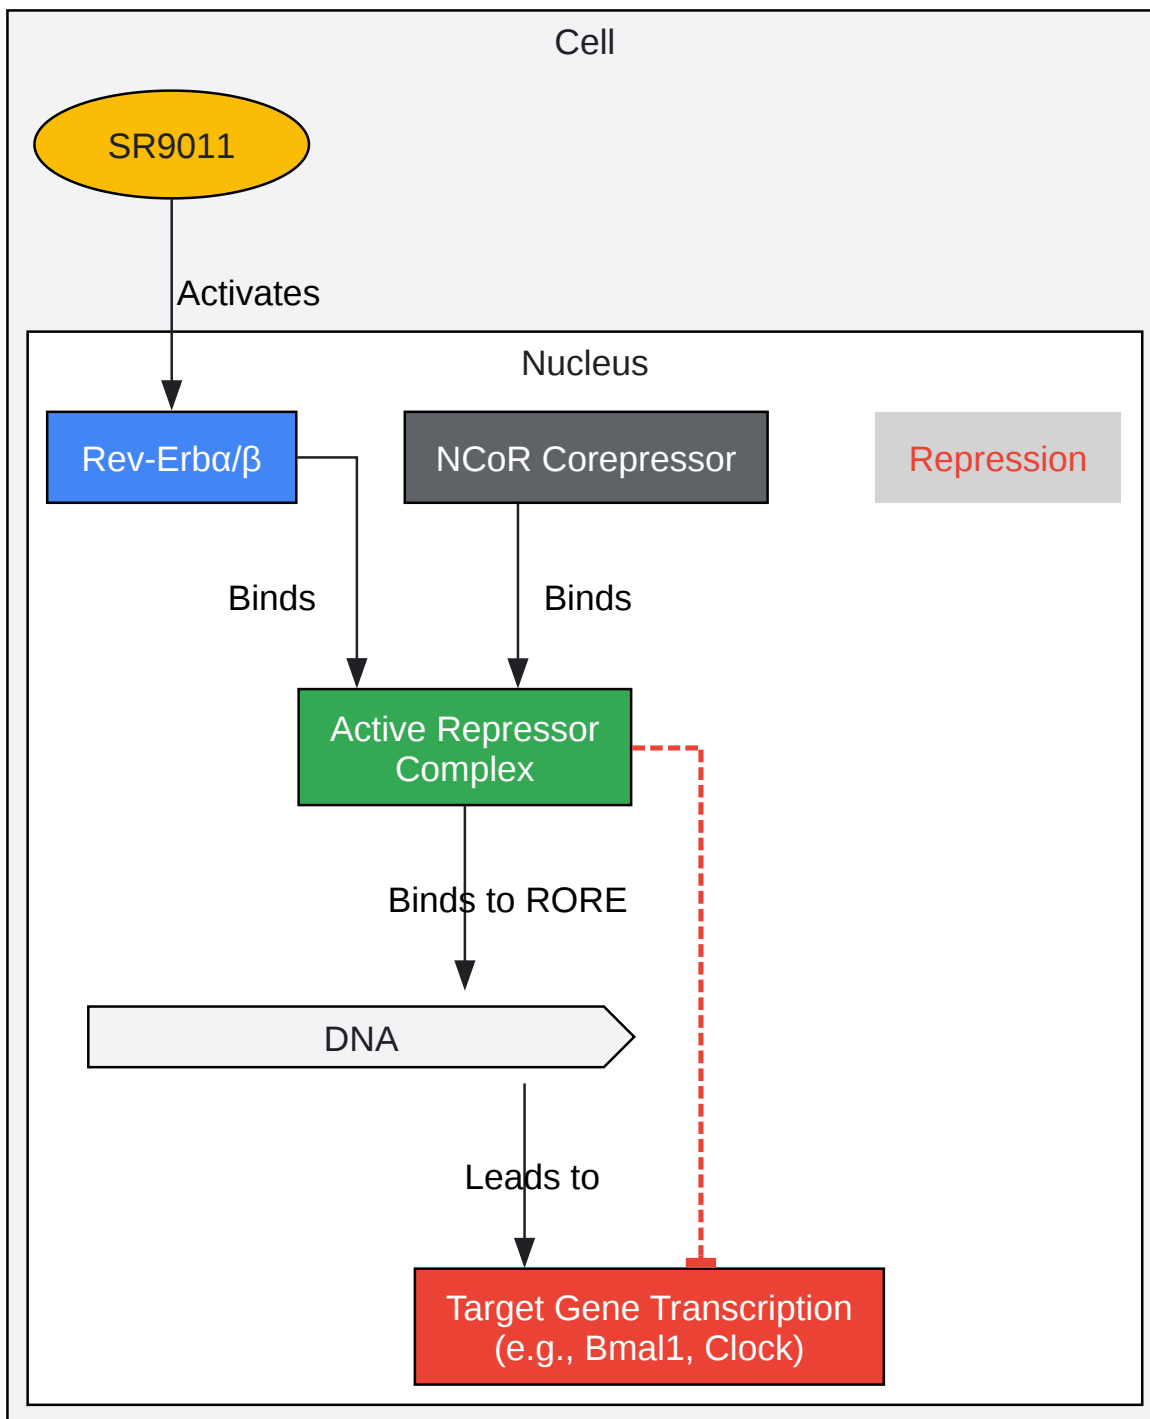 Cell
SR9011
Activates
Nucleus
Rev-Erbα/β
NCoR Corepressor
Repression
Binds
Binds
Active Repressor
Complex
Binds to RORE
DNA
Leads to
Target Gene Transcription
(e.g., Bmal1, Clock)